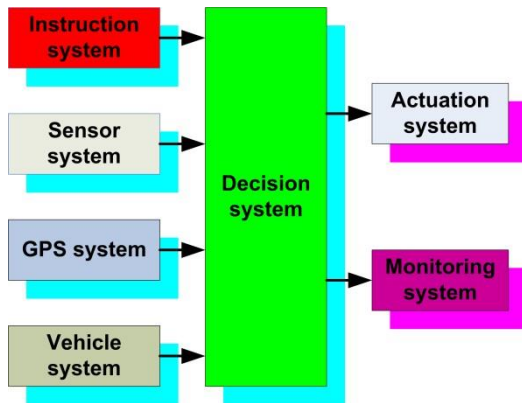 Instruction
system
Sensor
system
GPS system
Vehicle
system
Decision
system
Actuation
system
Monitoring
system